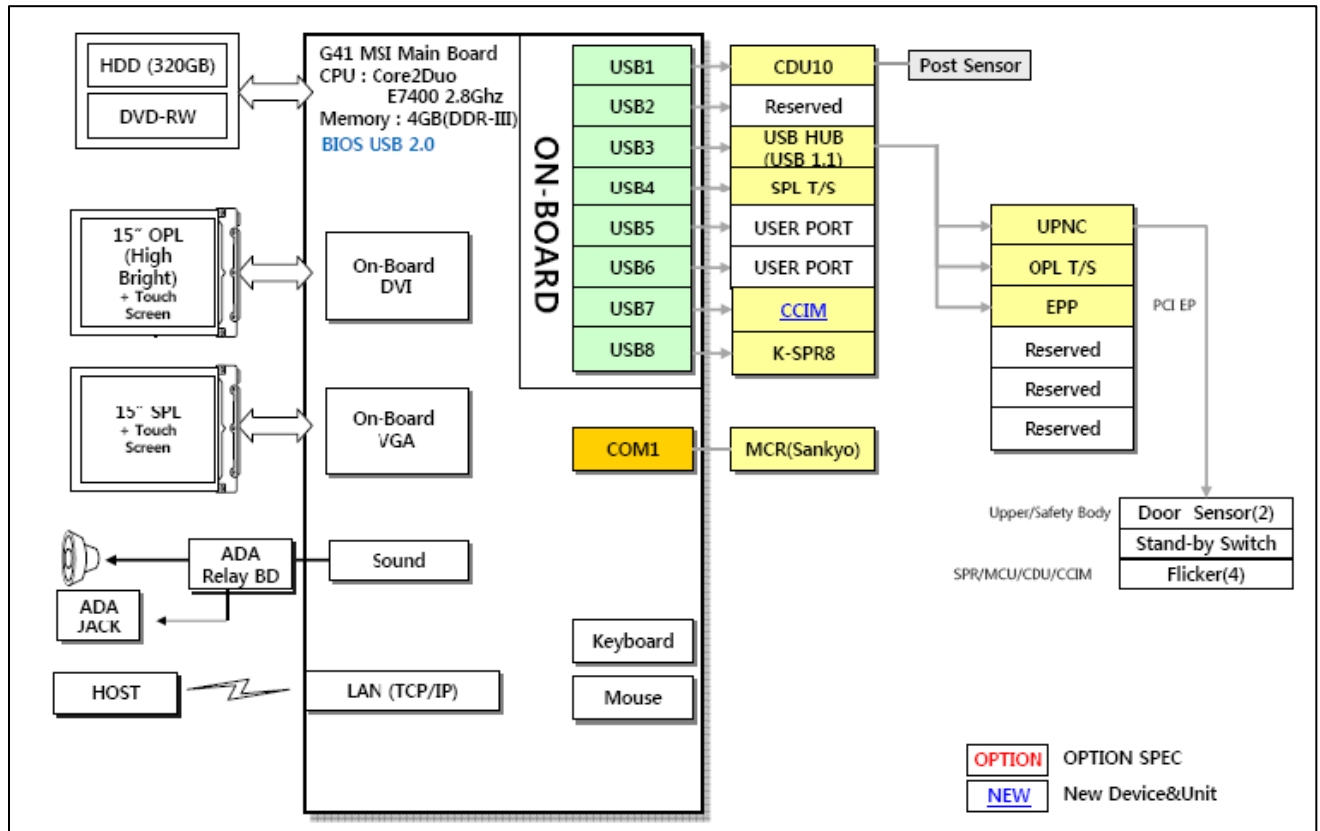 HDD (320GB)
DVD-RW
G41 MSI Main Board
CPU : Core2Duo
E7400 2.8Ghz
Memory : 4GB(DDR-III)
BIOS USB 2.0
ON-BOARD
USB1
USB2
USB3
USB4
USB5
USB6
USB7
USB8
CDU10
Reserved
USB HUB
(USB 1.1)
SPL T/S
USER PORT
USER PORT
CCIM
K-SPR8
Post Sensor
UPNC
OPL T/S
EPP
Reserved
Reserved
Reserved
PCI EP
15" OPL
(High
Bright)
+ Touch
Screen
On-Board
DVI
15" SPL
+ Touch
Screen
On-Board
VGA
COM1
MCR(Sankyo)
Upper/Safety Body
Door Sensor(2)
Stand-by Switch
SPR/MCU/CDU/CCIM
Flicker(4)
ADA
Relay BD
Sound
ADA
JACK
Keyboard
HOST
LAN (TCP/IP)
Mouse
OPTION
OPTION SPEC
NEW
New Device&Unit